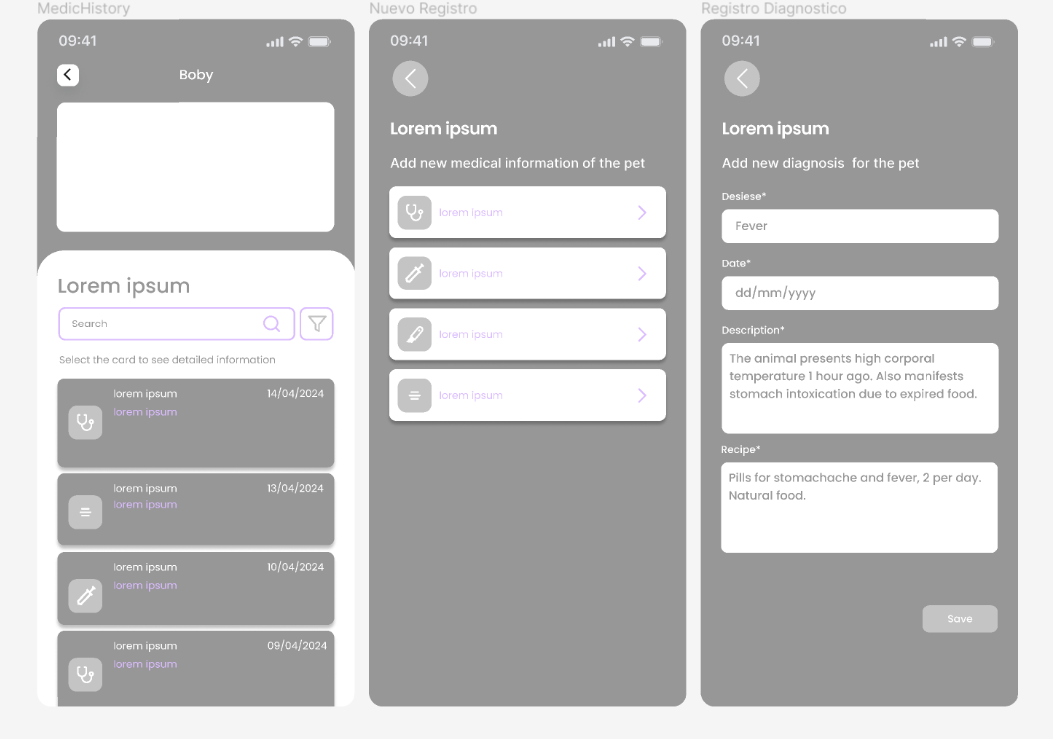 MedicHistory
09:41
Boby
Lorem ipsum
Search
Select the card to see detailed information
lorem ipsum 14/04/2024
lorem ipsum
lorem ipsum 13/04/2024
lorem ipsum
lorem ipsum 10/04/2024
lorem ipsum
lorem ipsum 09/04/2024
lorem ipsum
Nuevo Registro
09:41
Lorem ipsum
Add new medical information of the pet
lorem ipsum
lorem ipsum
lorem ipsum
lorem ipsum
Registro Diagnostico
09:41
Lorem ipsum
Add new diagnosis for the pet
Desiese*
Fever
Date*
dd/mm/yyyy
Description*
The animal presents high corporal
temperature 1 hour ago. Also manifests
stomach intoxication due to expired food.
Recipe*
Pills for stomachache and fever, 2 per day.
Natural food.
Save